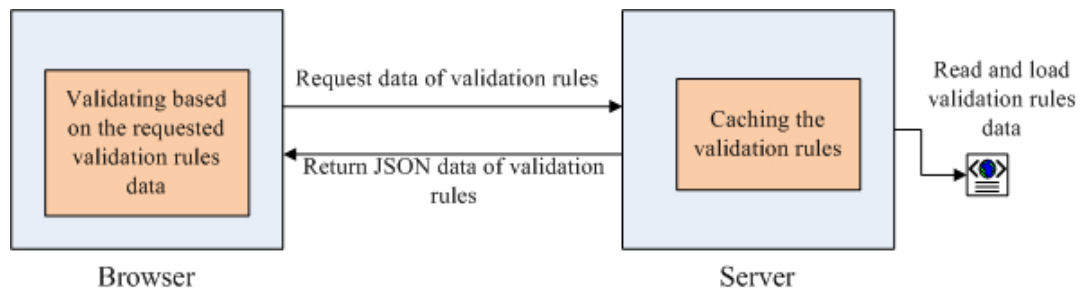 Validating based
on the requested
validation rules
data
Request data of validation rules
Return JSON data of validation
rules
Caching the
validation rules
Read and load
validation rules
data
Browser
Server